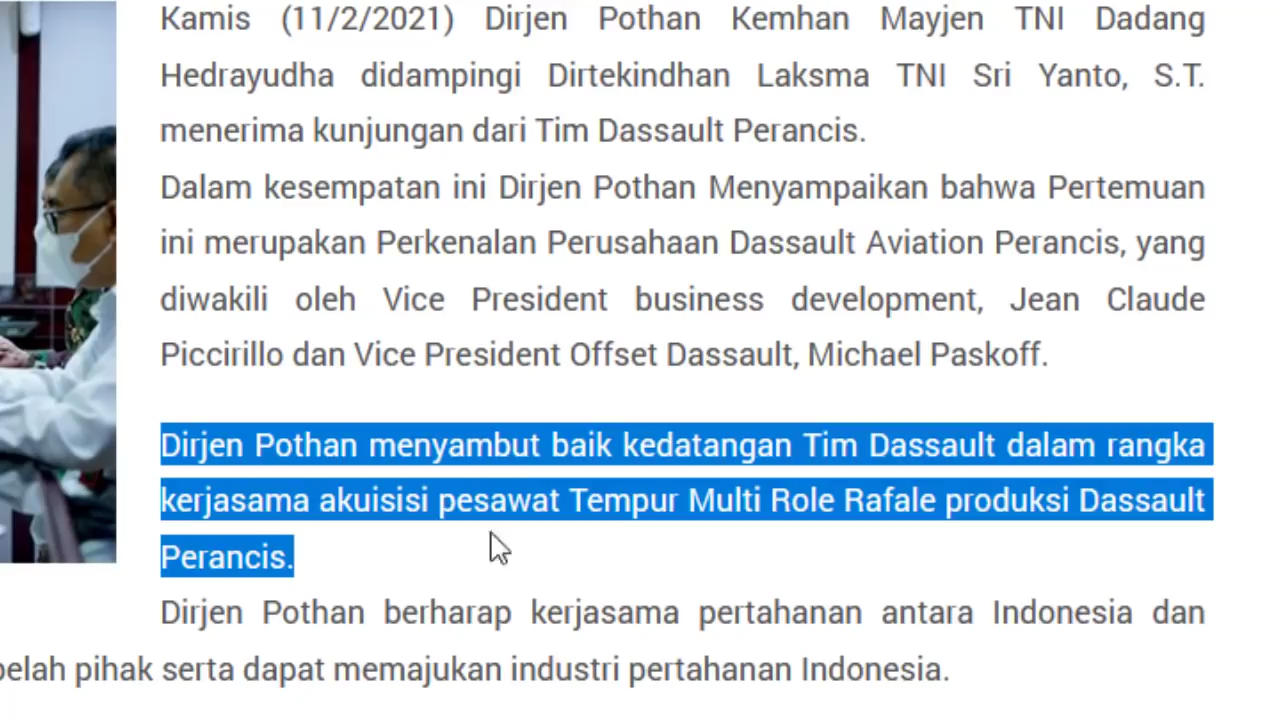 Kamis (11/2/2021) Dirjen Pothan Kemhan Mayjen TNI Dadang
Hedrayudha didampingi Dirtekindhan Laksma TNI Sri Yanto, S.T.
menerima kunjungan dari Tim Dassault Perancis.
Dalam kesempatan ini Dirjen Pothan Menyampaikan bahwa Pertemuan
ini merupakan Perkenalan Perusahaan Dassault Aviation Perancis, yang
diwakili oleh Vice President business development, Jean Claude
Piccirillo dan Vice President Offset Dassault, Michael Paskoff.
Dirjen Pothan menyambut baik kedatangan Tim Dassault dalam rangka
kerjasama akuisisi pesawat Tempur Multi Role Rafale produksi Dassault
Perancis.
Dirjen Pothan berharap kerjasama pertahanan antara Indonesia dan
pihak serta dapat memajukan industri pertahanan Indonesia.